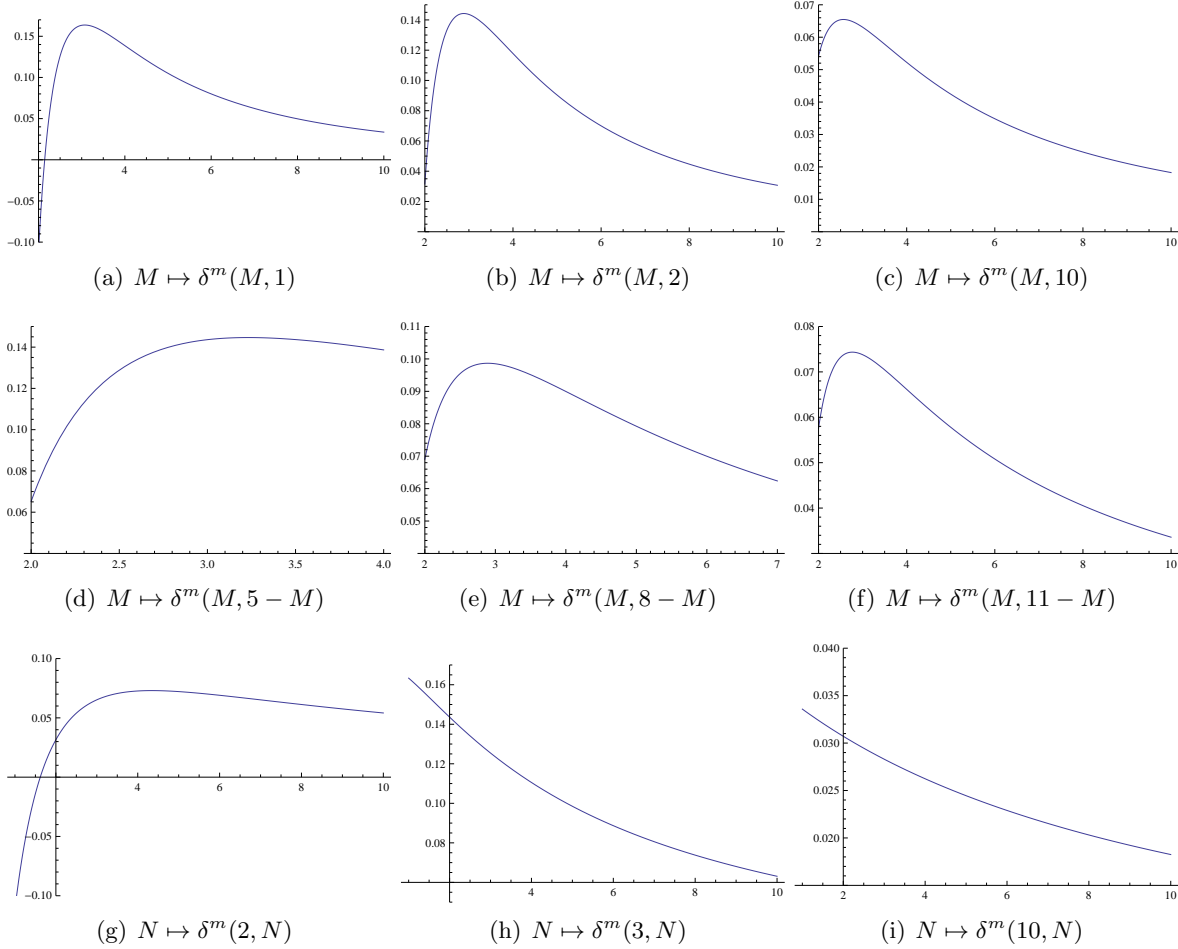 0.15
0.10
0.05
−0.05
−0.10
4 6 8 10
(a) M ↦ δ^m(M, 1)
0.14
0.12
0.10
0.08
0.06
0.04
0.02
2 4 6 8 10
(b) M ↦ δ^m(M, 2)
0.07
0.06
0.05
0.04
0.03
0.02
0.01
2 4 6 8 10
(c) M ↦ δ^m(M, 10)
0.14
0.12
0.10
0.08
0.06
2.0 2.5 3.0 3.5 4.0
(d) M ↦ δ^m(M, 5 − M)
0.11
0.10
0.09
0.08
0.07
0.06
0.05
2 3 4 5 6 7
(e) M ↦ δ^m(M, 8 − M)
0.08
0.07
0.06
0.05
0.04
2 4 6 8 10
(f) M ↦ δ^m(M, 11 − M)
0.10
0.05
−0.05
−0.10
4 6 8 10
(g) N ↦ δ^m(2, N)
0.16
0.14
0.12
0.10
0.08
4 6 8 10
(h) N ↦ δ^m(3, N)
0.040
0.035
0.030
0.025
0.020
2 4 6 8 10
(i) N ↦ δ^m(10, N)